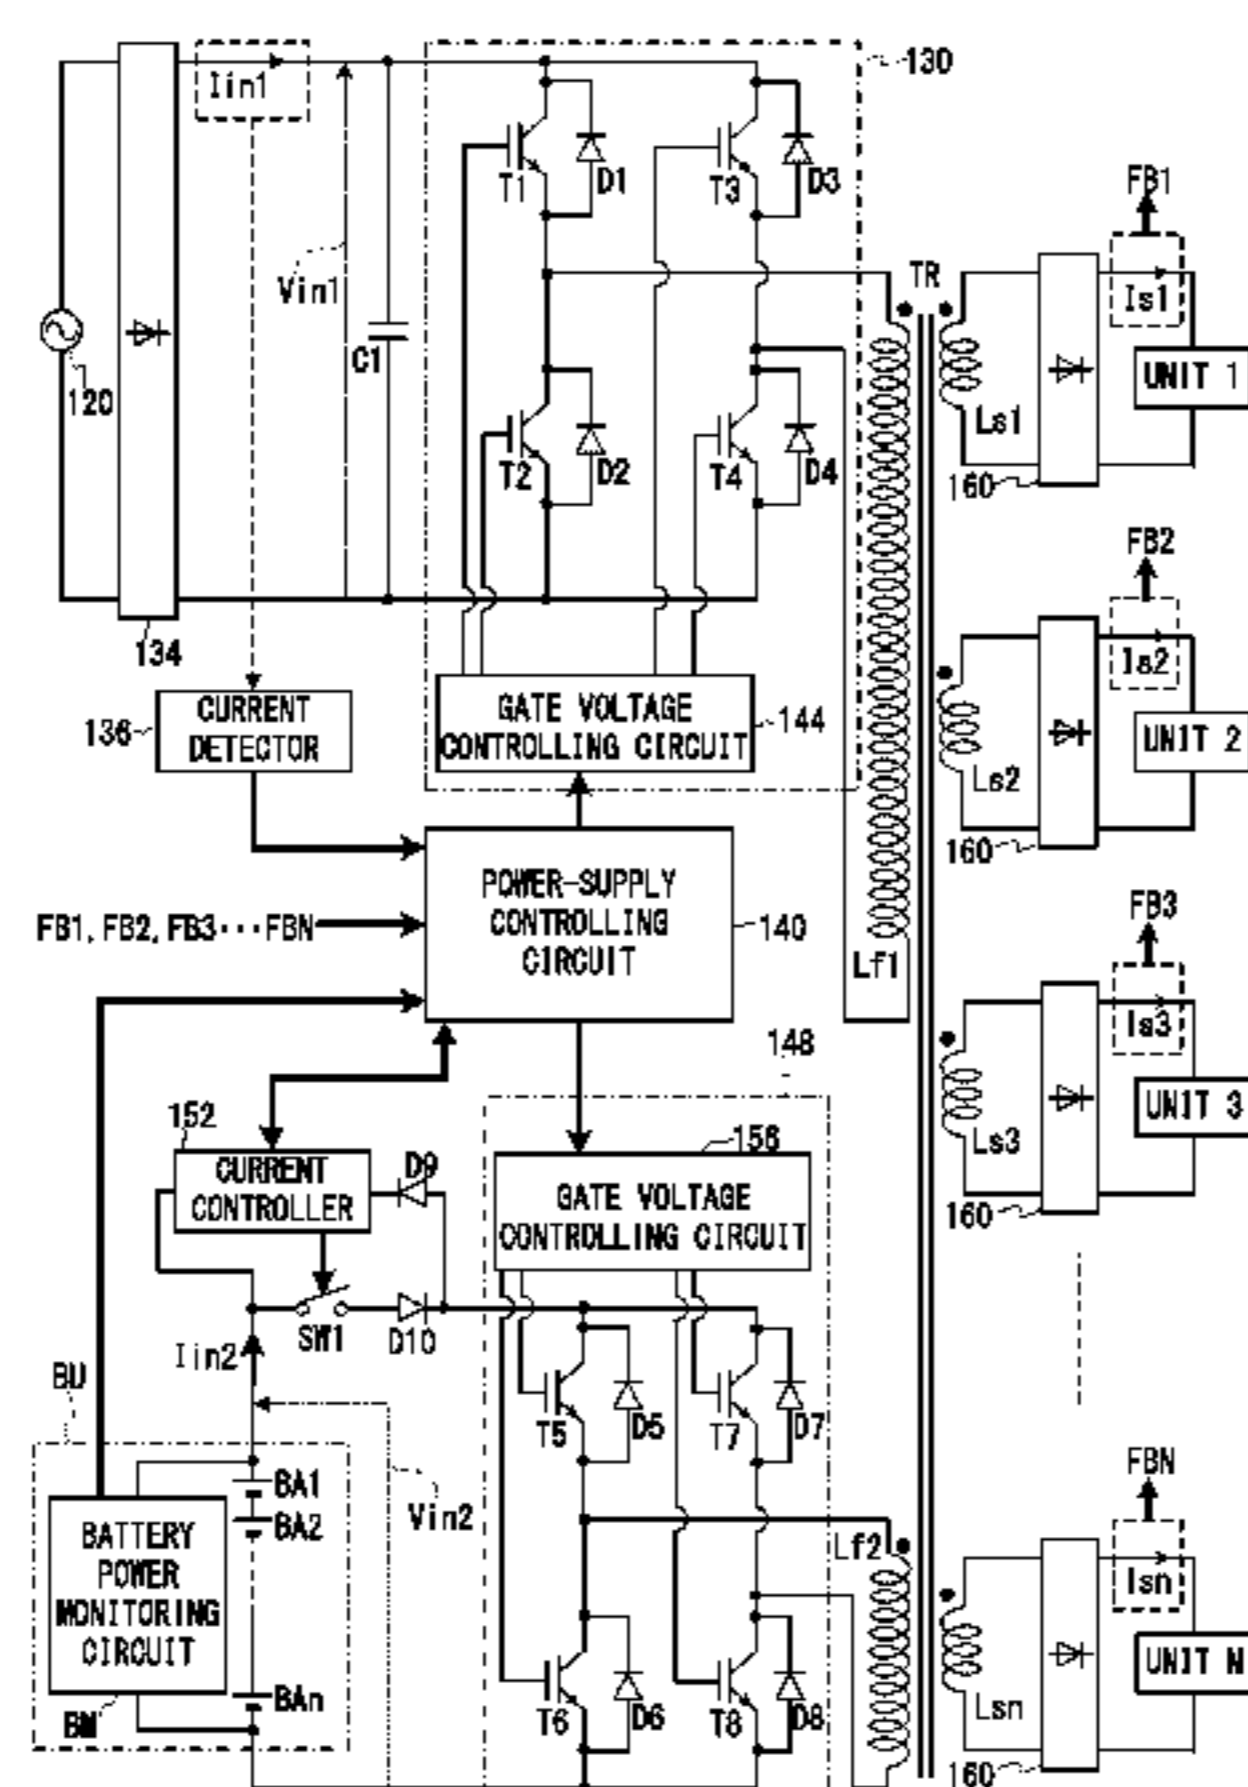 130
Iin1
T1
D1
T3
D3
FB1
Vin1
TR
Is1
C1
120
UNIT 1
Ls1
T2
D2
T4
D4
160
FB2
134
Is2
CURRENT
DETECTOR
136
GATE VOLTAGE
CONTROLLING CIRCUIT
144
UNIT 2
Ls2
160
POWER-SUPPLY
CONTROLLING
CIRCUIT
140
FB1, FB2, FB3···FBN
FB3
Lf1
Is3
148
152
156
UNIT 3
Ls3
CURRENT
CONTROLLER
D9
GATE VOLTAGE
CONTROLLING CIRCUIT
160
SW1
D10
Iin2
BU
T5
D5
T7
D7
FBN
BA1
Vin2
BA2
BATTERY
POWER
MONITORING
CIRCUIT
Lf2
Isn
UNIT N
BAn
BM
T6
D6
T8
D8
Lsn
160